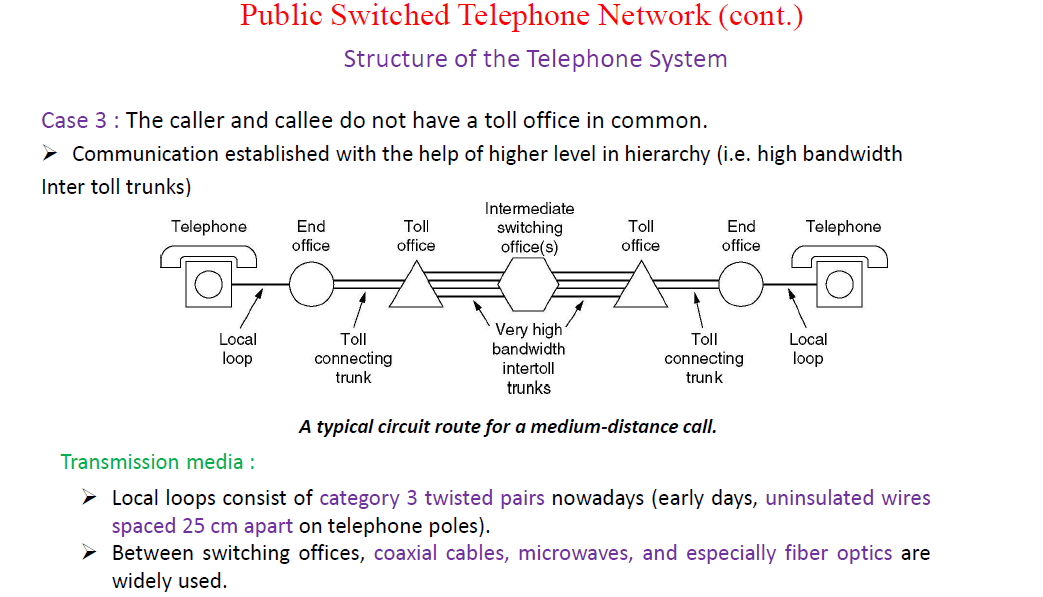 Public Switched Telephone Network (cont.)
Structure of the Telephone System
Case 3 : The caller and callee do not have a toll office in common.
➢ Communication established with the help of higher level in hierarchy (i.e. high bandwidth
Inter toll trunks)
Telephone
End
office
Toll
office
Intermediate
switching
office(s)
Toll
office
End
office
Telephone
Local
loop
Toll
connecting
trunk
Very high
bandwidth
intertoll
trunks
Toll
connecting
trunk
Local
loop
A typical circuit route for a medium-distance call.
Transmission media :
➢ Local loops consist of category 3 twisted pairs nowadays (early days, uninsulated wires
spaced 25 cm apart on telephone poles).
➢ Between switching offices, coaxial cables, microwaves, and especially fiber optics are
widely used.